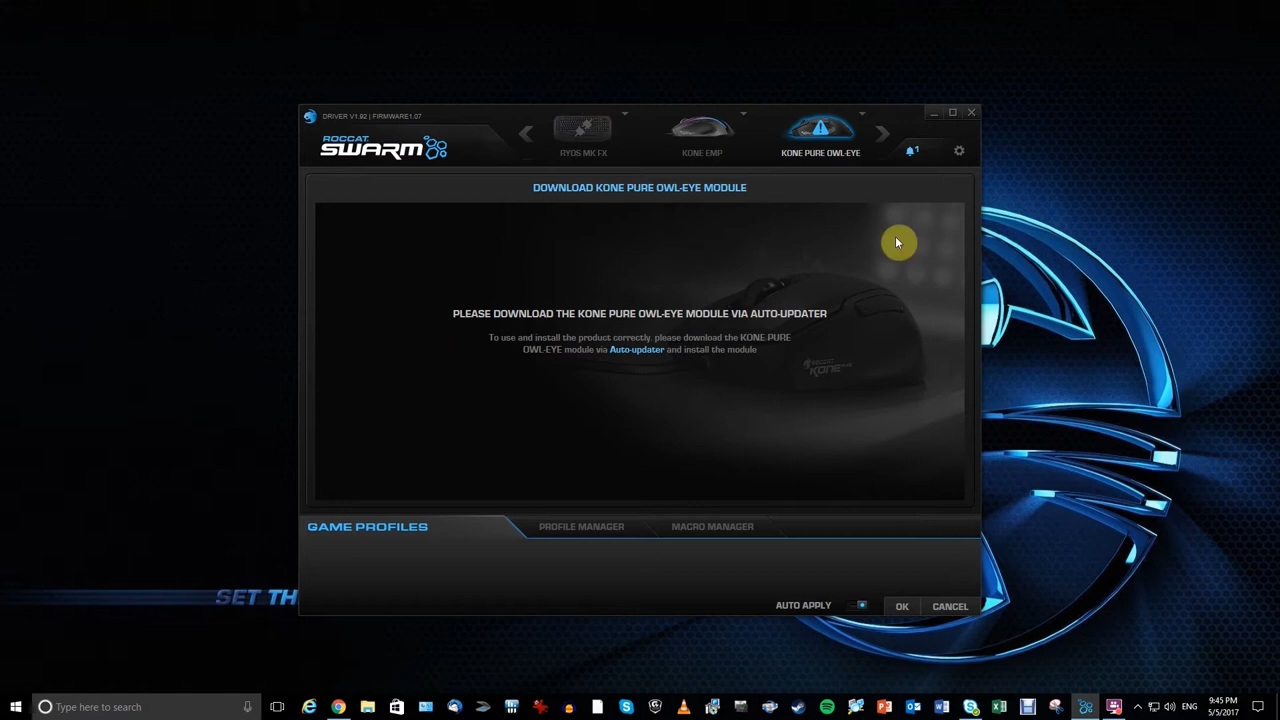 DRIVER V1.92 | FIRMWARE1.07
ROCCAT
SWARM
RYOS MK FX
KONE EMP
KONE PURE OWL-EYE
1
DOWNLOAD KONE PURE OWL-EYE MODULE
PLEASE DOWNLOAD THE KONE PURE OWL-EYE MODULE VIA AUTO-UPDATER
To use and install the product correctly, please download the KONE PURE
OWL-EYE module via Auto-updater and install the module
ROCCAT
KONE PURE
GAME PROFILES
PROFILE MANAGER
MACRO MANAGER
SET TH
AUTO APPLY
OK
CANCEL
Type here to search
ENG
9:45 PM
5/5/2017